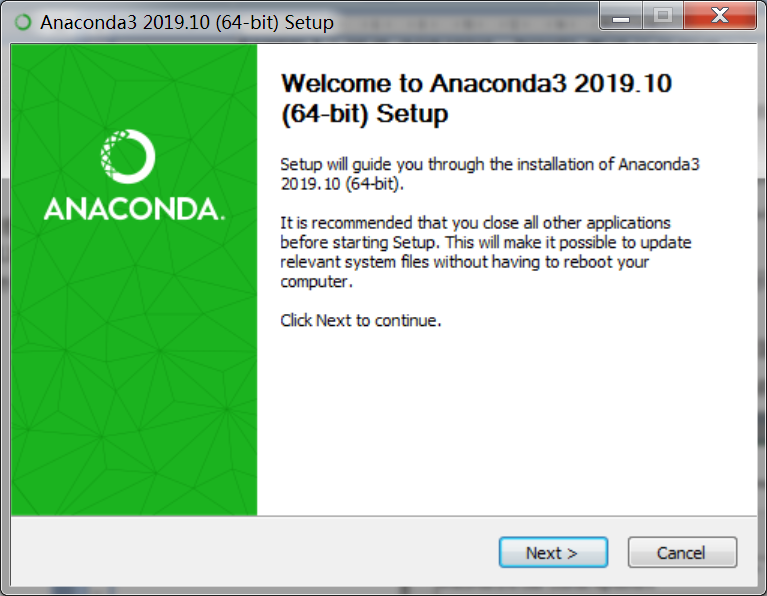 Anaconda3 2019.10 (64-bit) Setup
ANACONDA.
Welcome to Anaconda3 2019.10
(64-bit) Setup
Setup will guide you through the installation of Anaconda3
2019.10 (64-bit).
It is recommended that you close all other applications
before starting Setup. This will make it possible to update
relevant system files without having to reboot your
computer.
Click Next to continue.
Next >
Cancel